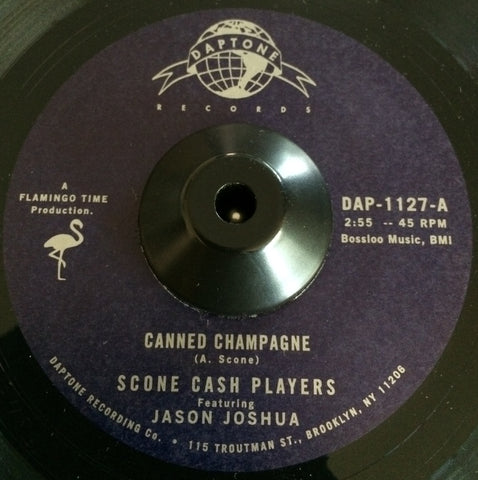 DAPTONE
RECORDS
A
FLAMINGO TIME
Production.
DAP-1127-A
2:55 -- 45 RPM
Bossloo Music, BMI
CANNED CHAMPAGNE
(A. Scone)
SCONE CASH PLAYERS
Featuring
JASON JOSHUA
DAPTONE RECORDING Co. • 115 TROUTMAN ST., BROOKLYN, NY 11206